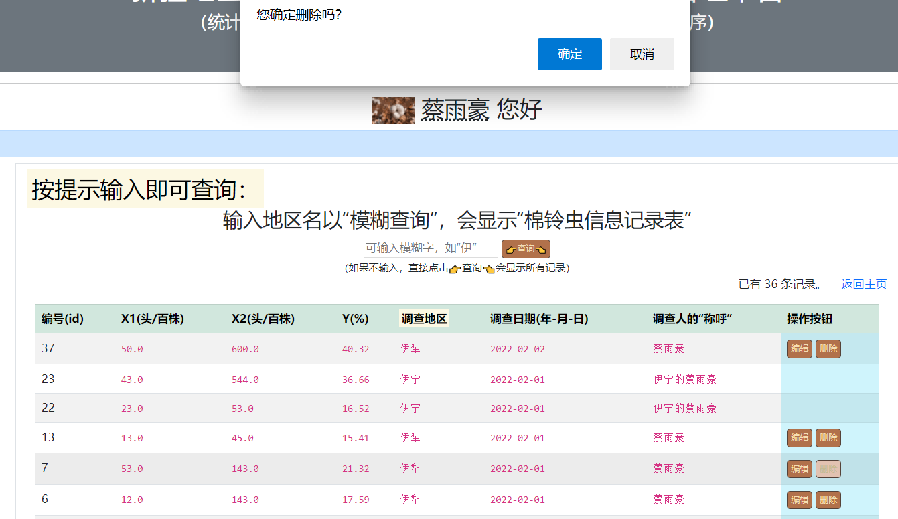 (统计
序)
您确定删除吗?
确定 取消
蔡雨豪 您好
按提示输入即可查询:
输入地区名以“模糊查询”,会显示“棉铃虫信息记录表”
可输入模糊字,如“伊” 👉查询👈
(如果不输入,直接点击👉查询👈会显示所有记录)
已有 36 条记录。 返回主页
编号(id) X1(头/百株) X2(头/百株) Y(%) 调查地区 调查日期(年-月-日) 调查人的“称呼” 操作按钮
37 50.0 600.0 40.32 伊犁 2022-02-02 蔡雨豪 编辑 删除
23 43.0 544.0 36.66 伊宁 2022-02-01 伊宁的蔡雨豪
22 23.0 53.0 16.52 伊宁 2022-02-01 伊宁的蔡雨豪
13 13.0 45.0 15.41 伊犁 2022-02-01 蔡雨豪 编辑 删除
7 53.0 143.0 21.32 伊犁 2022-02-01 蔡雨豪 编辑 删除
6 12.0 143.0 17.59 伊犁 2022-02-01 蔡雨豪 编辑 删除